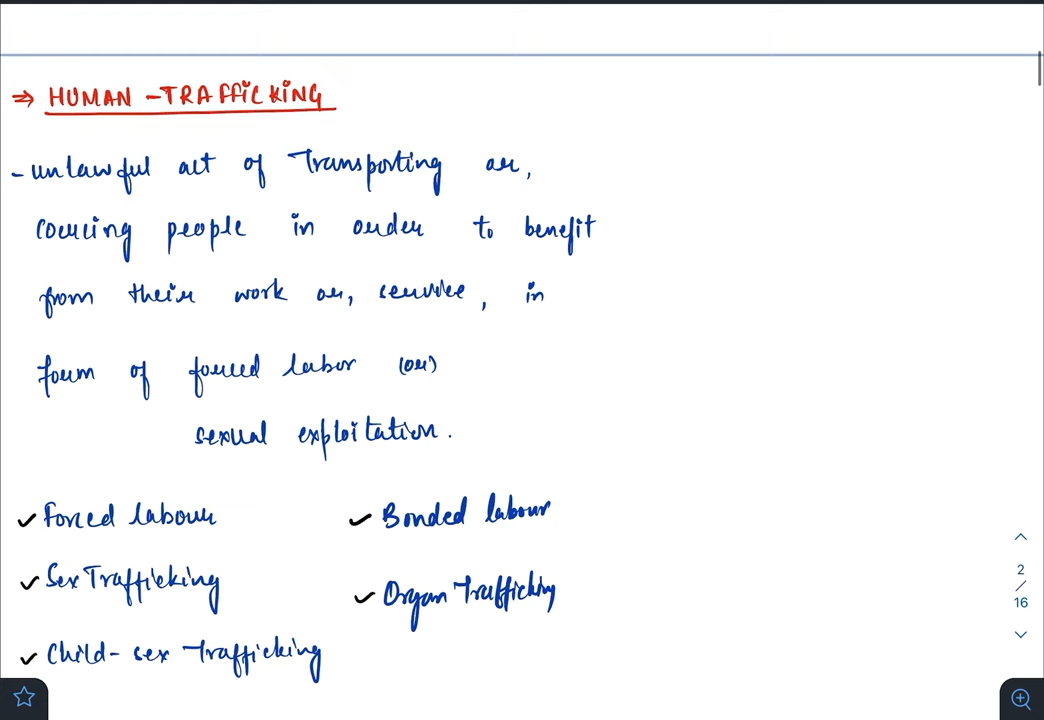 ⇒ HUMAN - TRAFFICKING
- unlawful act of Transporting or,
coercing people in order to benefit
from their work or, service, in
form of forced labor (or)
sexual exploitation.
✓ Forced labour ✓ Bonded labour
✓ Sex Trafficking ✓ Organ Trafficking
✓ Child- sex Trafficking
2
/
16